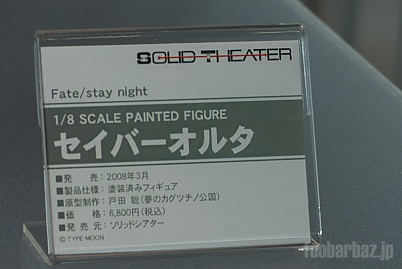 SOLID THEATER
Fate/stay night
1/8 SCALE PAINTED FIGURE
セイバーオルタ
■発　　売：2008年3月
■製品仕様：塗装済みフィギュア
■原型制作：戸田 聡(夢のカグツチノ公国)
■価　　格：6,800円(税込)
■発 売 元：ソリッドシアター
©TYPE MOON
foobarbaz.jp